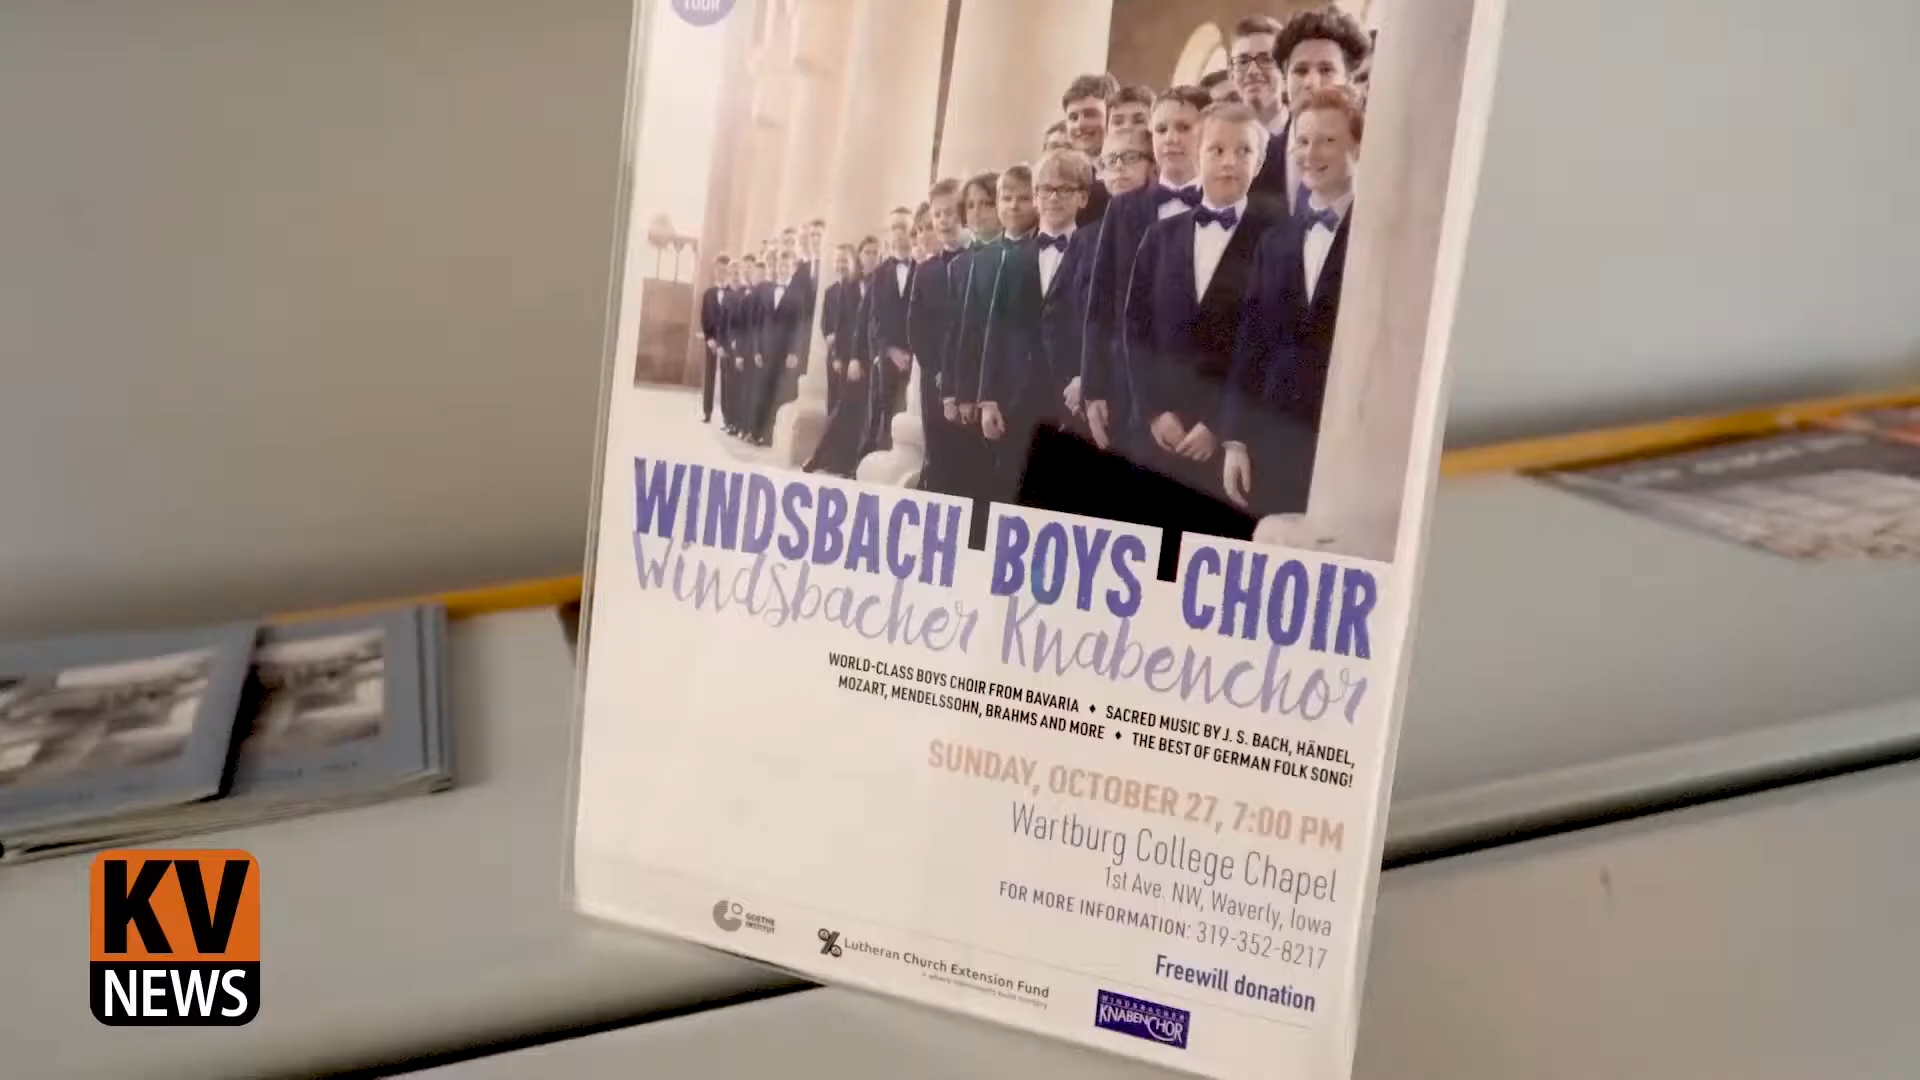 TOUR
WINDSBACH BOYS CHOIR
Windsbacher Knabenchor
WORLD-CLASS BOYS CHOIR FROM BAVARIA ♦ SACRED MUSIC BY J. S. BACH, HÄNDEL,
MOZART, MENDELSSOHN, BRAHMS AND MORE ♦ THE BEST OF GERMAN FOLK SONG!
SUNDAY, OCTOBER 27, 7:00 PM
Wartburg College Chapel
1st Ave. NW, Waverly, Iowa
FOR MORE INFORMATION: 319-352-8217
Freewill donation
GOETHE
INSTITUT
Lutheran Church Extension Fund
WINDSBACHER
KNABENCHOR
KV
NEWS